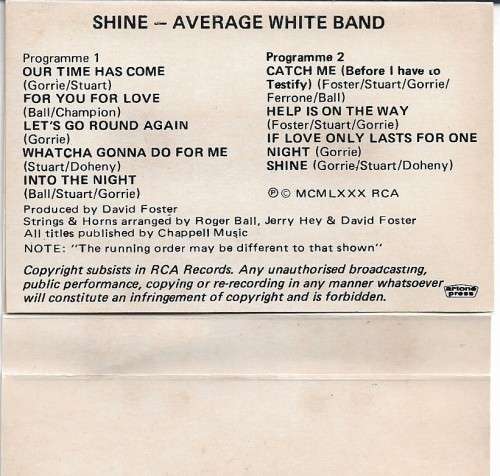 SHINE — AVERAGE WHITE BAND
Programme 1
OUR TIME HAS COME
(Gorrie/Stuart)
FOR YOU FOR LOVE
(Ball/Champion)
LET'S GO ROUND AGAIN
(Gorrie)
WHATCHA GONNA DO FOR ME
(Stuart/Doheny)
INTO THE NIGHT
(Ball/Stuart/Gorrie)
Programme 2
CATCH ME (Before I have to
Testify) (Foster/Stuart/Gorrie/
Ferrone/Ball)
HELP IS ON THE WAY
(Foster/Stuart/Gorrie)
IF LOVE ONLY LASTS FOR ONE
NIGHT (Gorrie)
SHINE (Gorrie/Stuart/Doheny)
℗ © MCMLXXX RCA
Produced by David Foster
Strings & Horns arranged by Roger Ball, Jerry Hey & David Foster
All titles published by Chappell Music
NOTE: "The running order may be different to that shown"
Copyright subsists in RCA Records. Any unauthorised broadcasting,
public performance, copying or re-recording in any manner whatsoever
will constitute an infringement of copyright and is forbidden.
arione
press